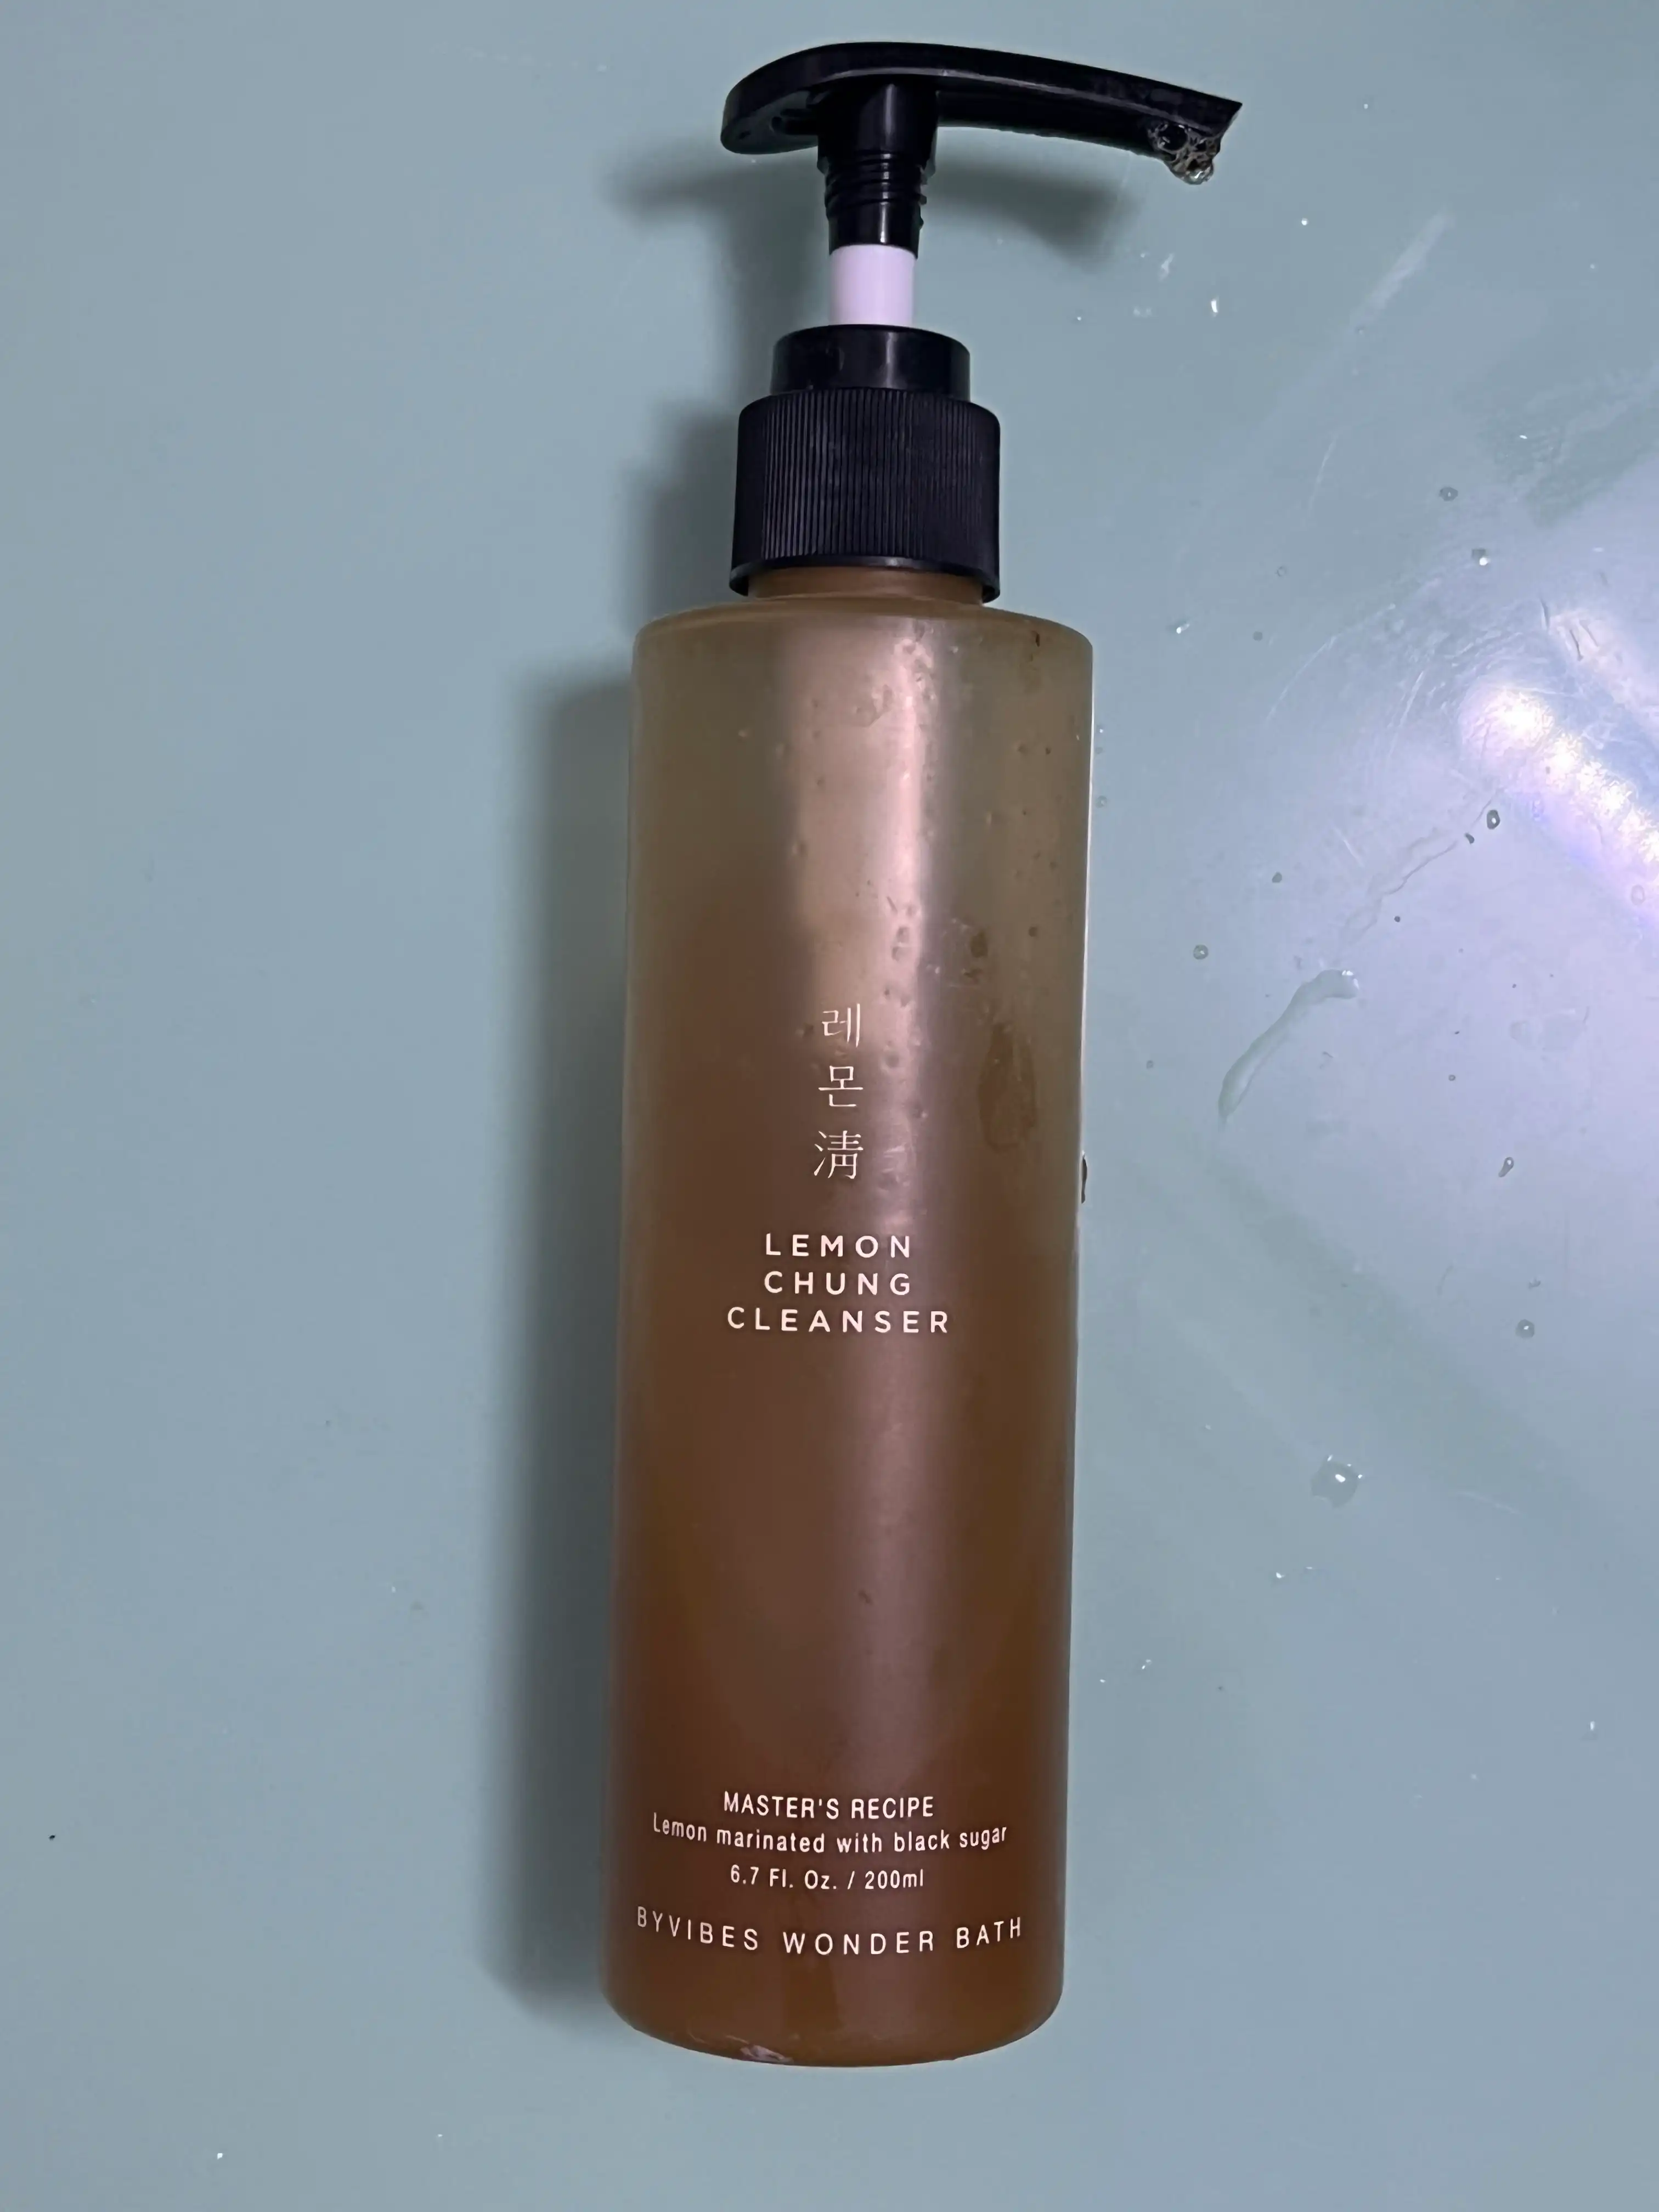 레
몬
淸
LEMON
CHUNG
CLEANSER
MASTER'S RECIPE
Lemon marinated with black sugar
6.7 Fl. Oz. / 200ml
BYVIBES WONDER BATH